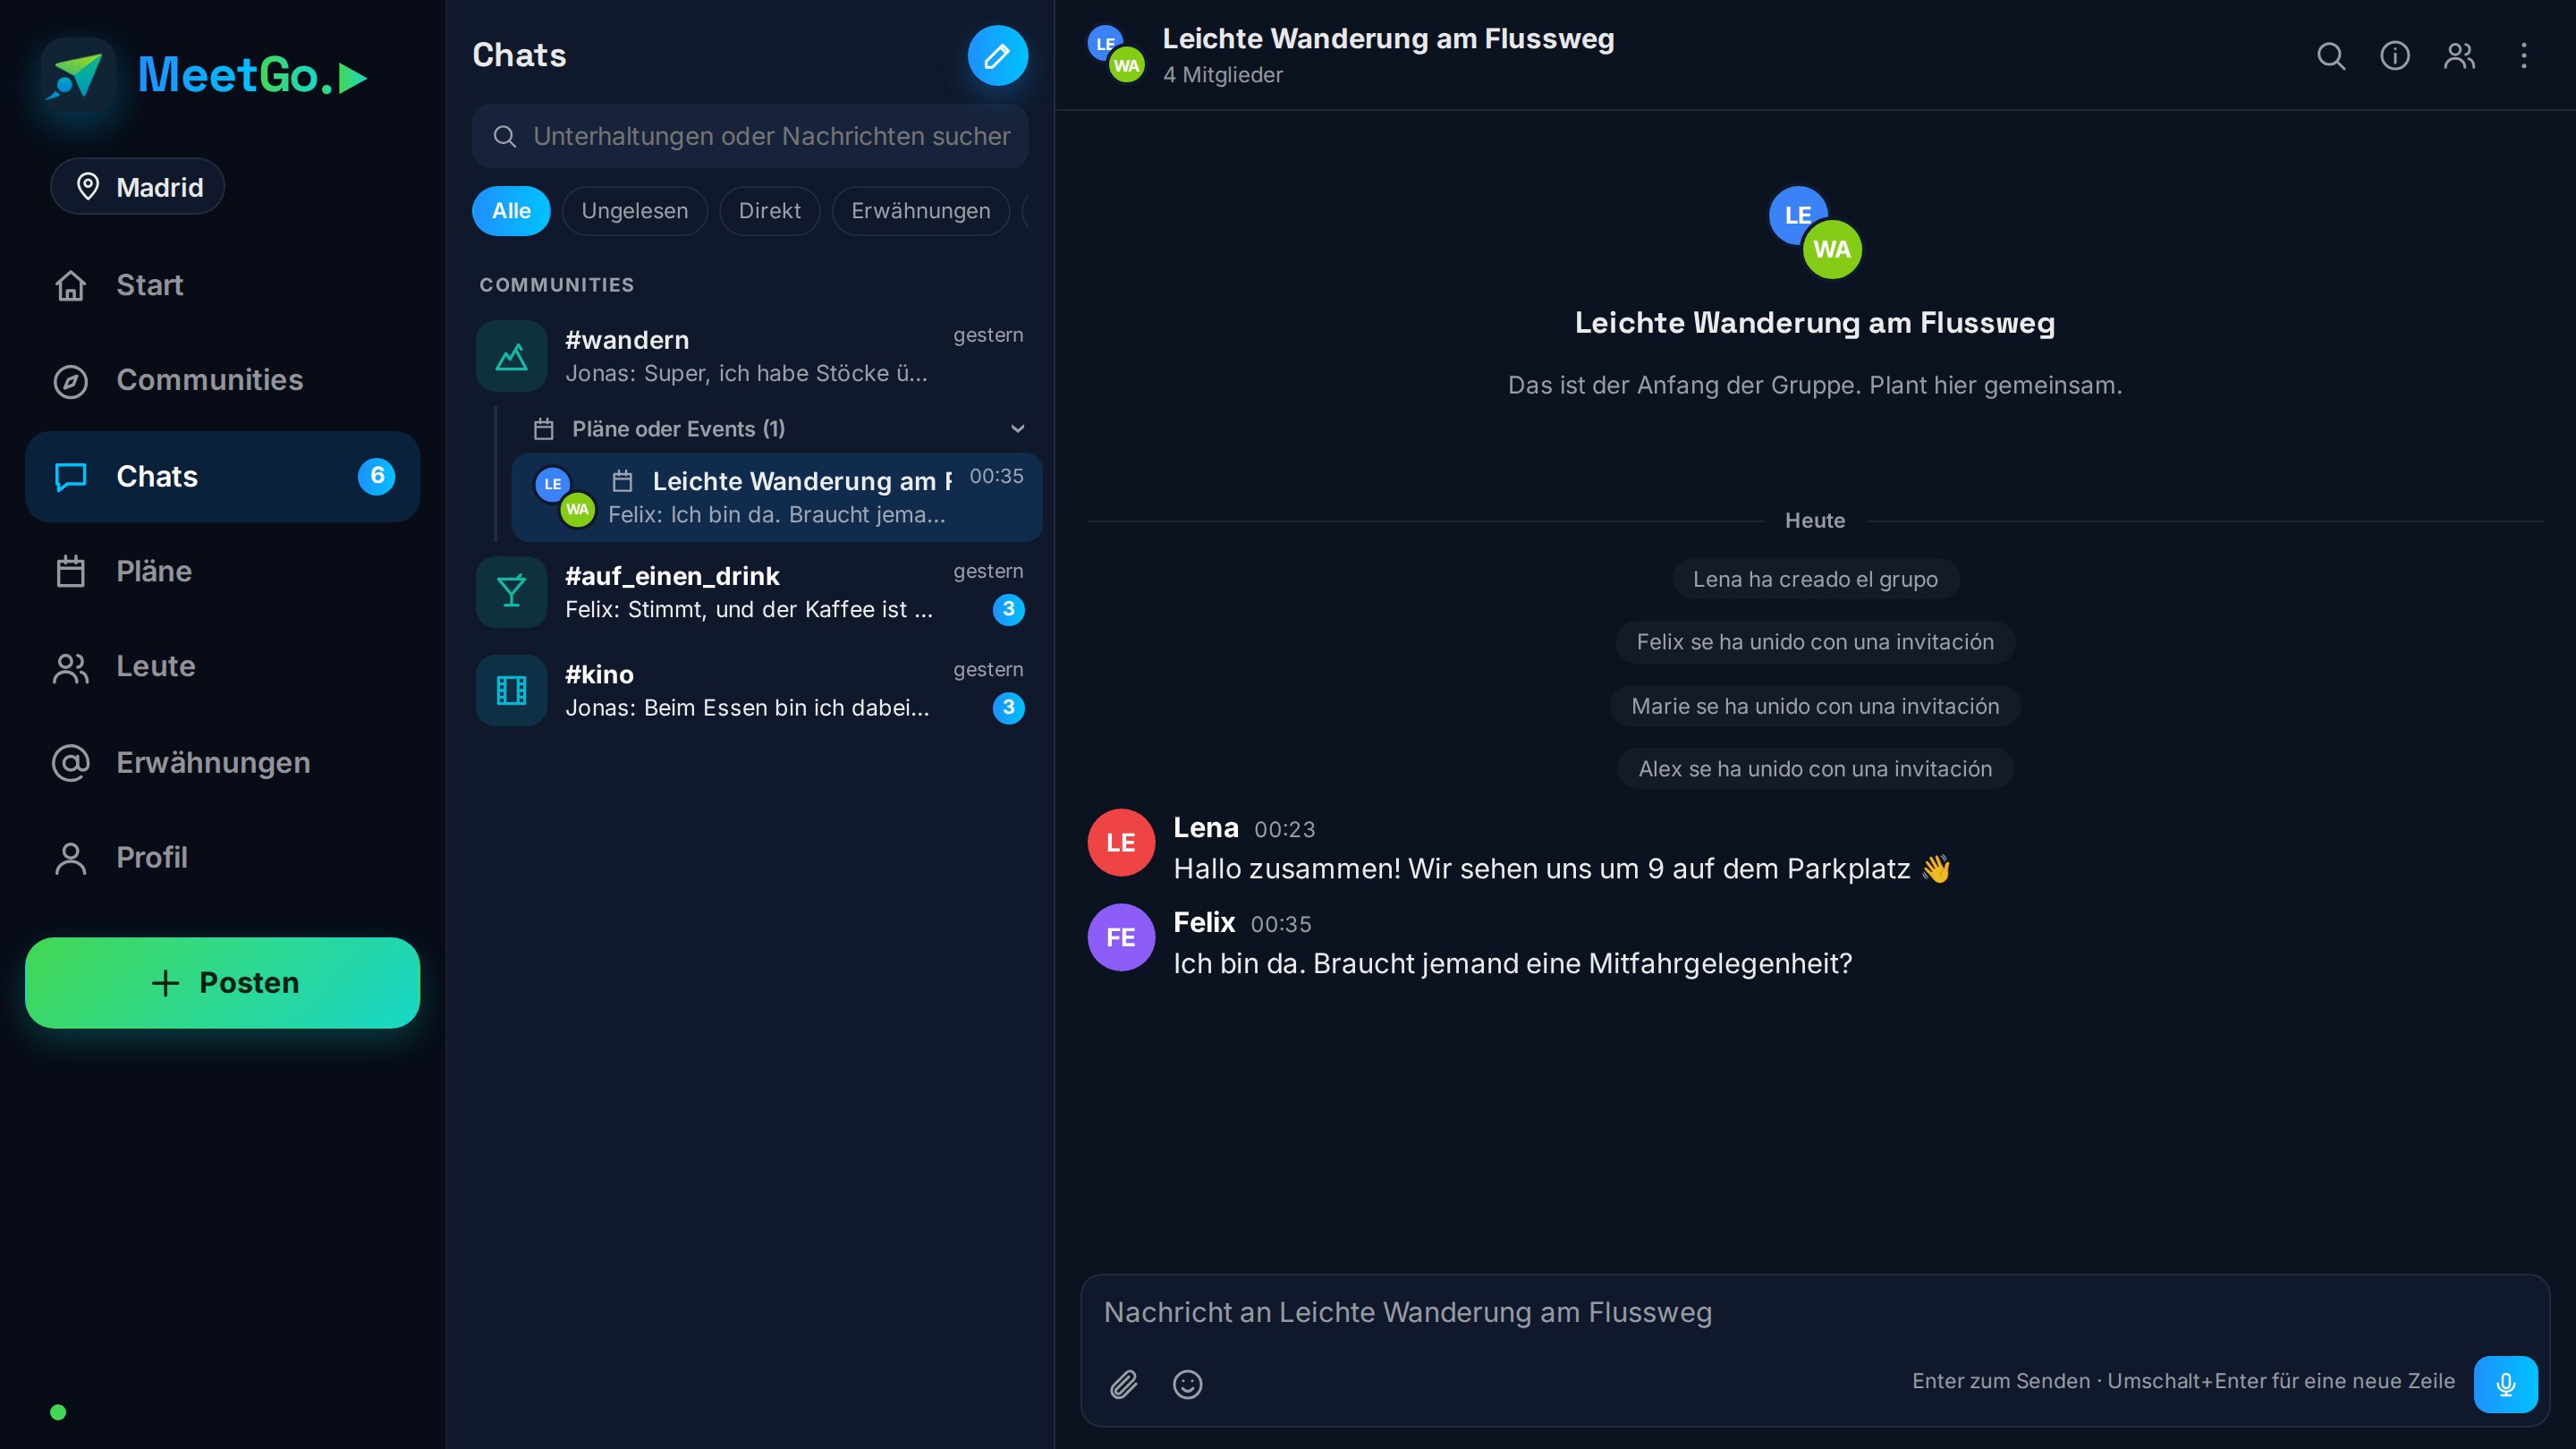 MeetGo.
Madrid
Start
Communities
Chats
6
Pläne
Leute
Erwähnungen
Profil
Posten
Chats
Unterhaltungen oder Nachrichten sucher
Alle
Ungelesen
Direkt
Erwähnungen
COMMUNITIES
#wandern
gestern
Jonas: Super, ich habe Stöcke ü...
Pläne oder Events (1)
LE
WA
Leichte Wanderung am F
00:35
Felix: Ich bin da. Braucht jema...
#auf_einen_drink
gestern
Felix: Stimmt, und der Kaffee ist ...
3
#kino
gestern
Jonas: Beim Essen bin ich dabei...
3
LE
WA
Leichte Wanderung am Flussweg
4 Mitglieder
LE
WA
Leichte Wanderung am Flussweg
Das ist der Anfang der Gruppe. Plant hier gemeinsam.
Heute
Lena ha creado el grupo
Felix se ha unido con una invitación
Marie se ha unido con una invitación
Alex se ha unido con una invitación
LE
Lena 00:23
Hallo zusammen! Wir sehen uns um 9 auf dem Parkplatz 👋
FE
Felix 00:35
Ich bin da. Braucht jemand eine Mitfahrgelegenheit?
Nachricht an Leichte Wanderung am Flussweg
Enter zum Senden · Umschalt+Enter für eine neue Zeile